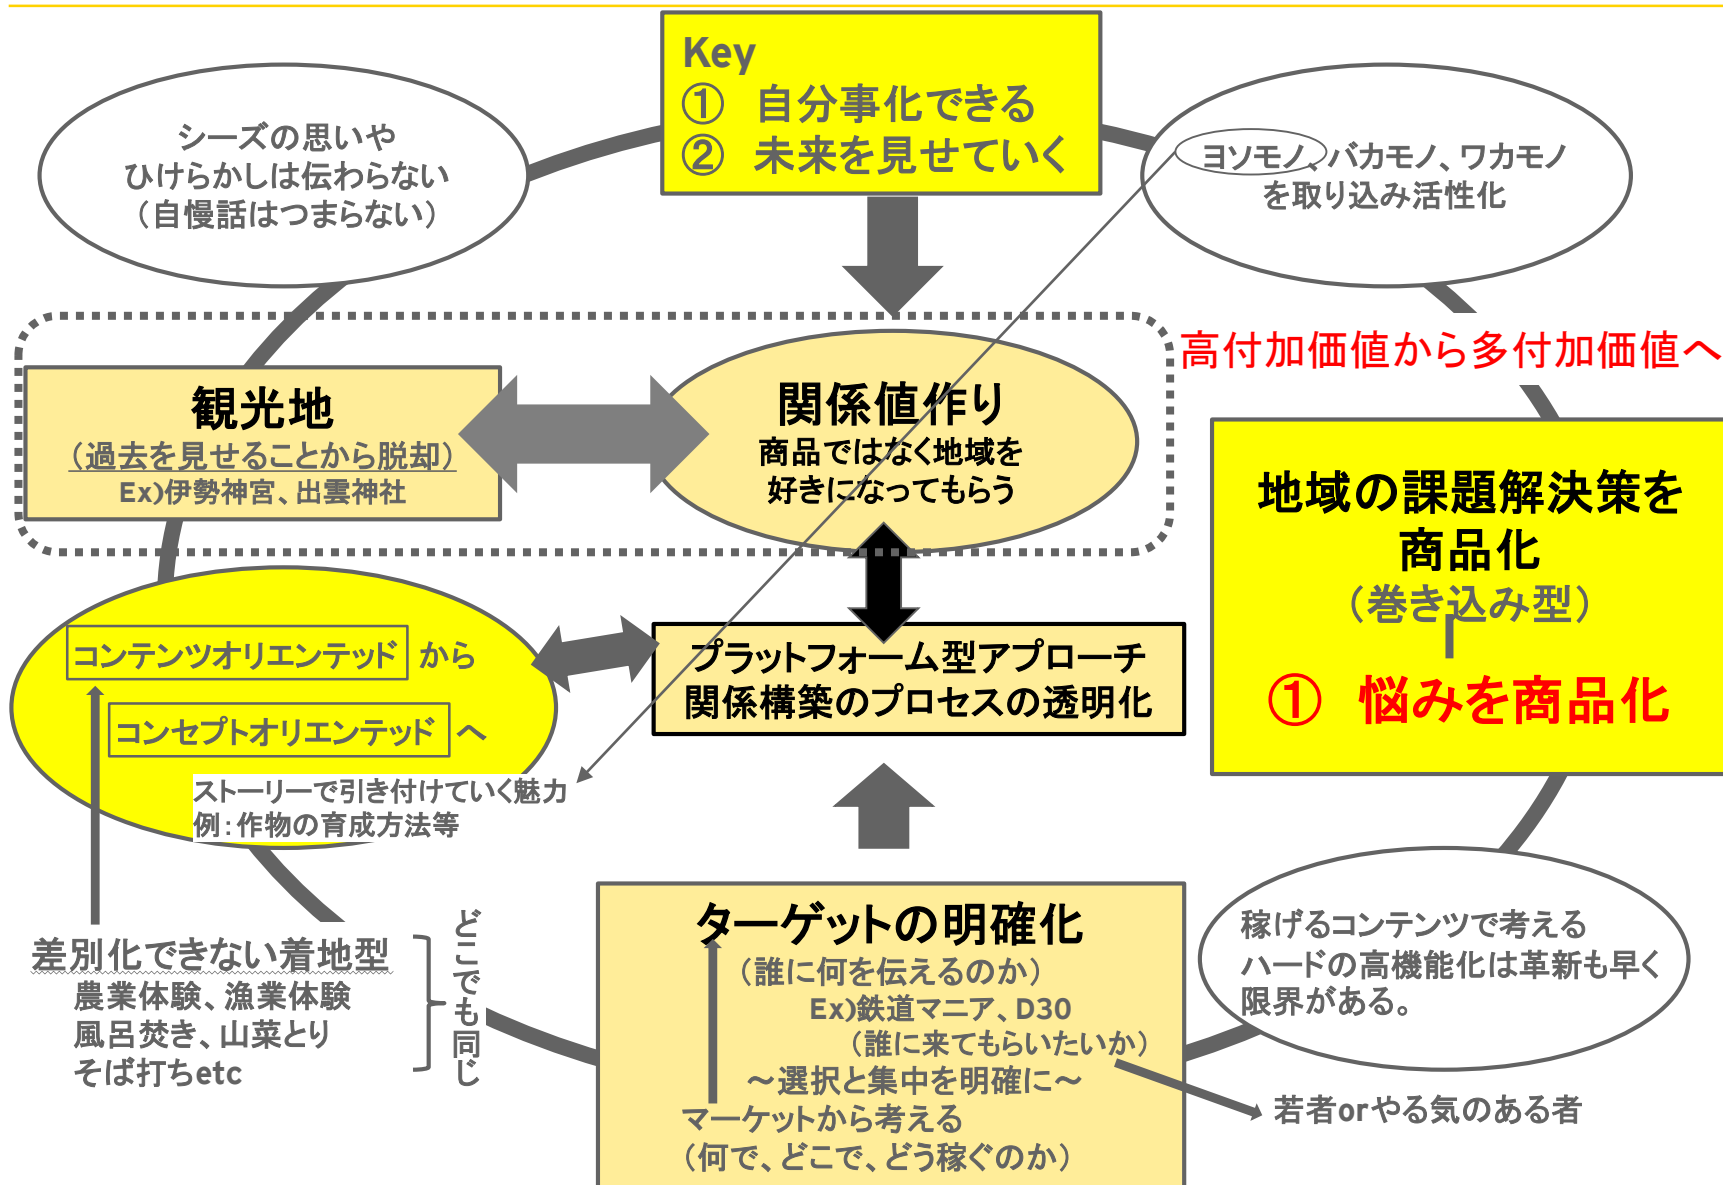 Key
① 自分事化できる
② 未来を見せていく
シーズの思いや
ひけらかしは伝わらない
（自慢話はつまらない）
ヨソモノ、バカモノ、ワカモノ
を取り込み活性化
高付加価値から多付加価値へ
観光地
（過去を見せることから脱却）
Ex)伊勢神宮、出雲神社
関係値作り
商品ではなく地域を
好きになってもらう
地域の課題解決策を
商品化
（巻き込み型）
① 悩みを商品化
コンテンツオリエンテッド から
コンセプトオリエンテッド へ
ストーリーで引き付けていく魅力
例：作物の育成方法等
プラットフォーム型アプローチ
関係構築のプロセスの透明化
差別化できない着地型
農業体験、漁業体験
風呂焚き、山菜とり
そば打ちetc
どこでも同じ
ターゲットの明確化
（誰に何を伝えるのか）
Ex)鉄道マニア、D30
（誰に来てもらいたいか）
～選択と集中を明確に～
マーケットから考える
（何で、どこで、どう稼ぐのか）
稼げるコンテンツで考える
ハードの高機能化は革新も早く
限界がある。
若者orやる気のある者